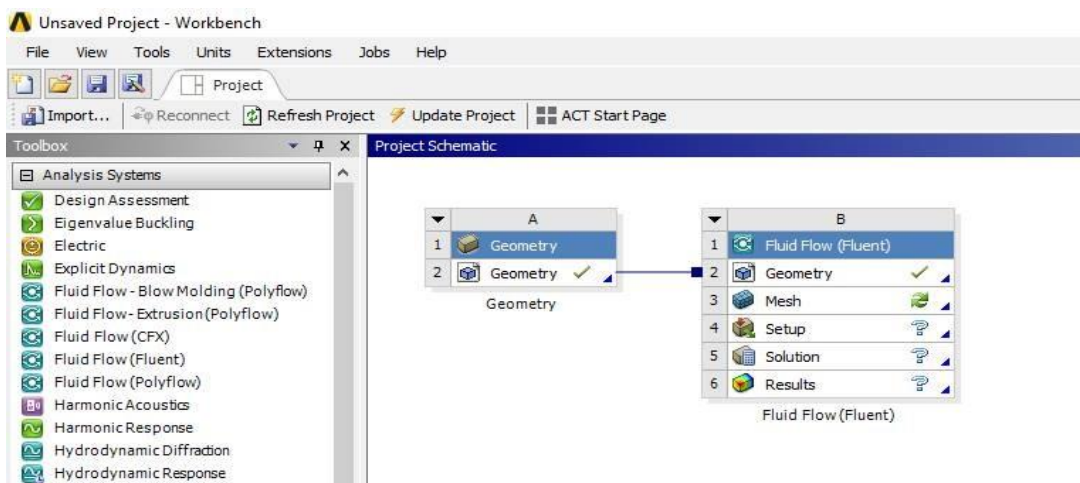 Unsaved Project - Workbench
File View Tools Units Extensions Jobs Help
Project
Import... Reconnect Refresh Project Update Project ACT Start Page
Toolbox
Project Schematic
Analysis Systems
Design Assessment
Eigenvalue Buckling
Electric
Explicit Dynamics
Fluid Flow - Blow Molding (Polyflow)
Fluid Flow - Extrusion (Polyflow)
Fluid Flow (CFX)
Fluid Flow (Fluent)
Fluid Flow (Polyflow)
Harmonic Acoustics
Harmonic Response
Hydrodynamic Diffraction
Hydrodynamic Response
A
1 Geometry
2 Geometry
Geometry
B
1 Fluid Flow (Fluent)
2 Geometry
3 Mesh
4 Setup
5 Solution
6 Results
Fluid Flow (Fluent)